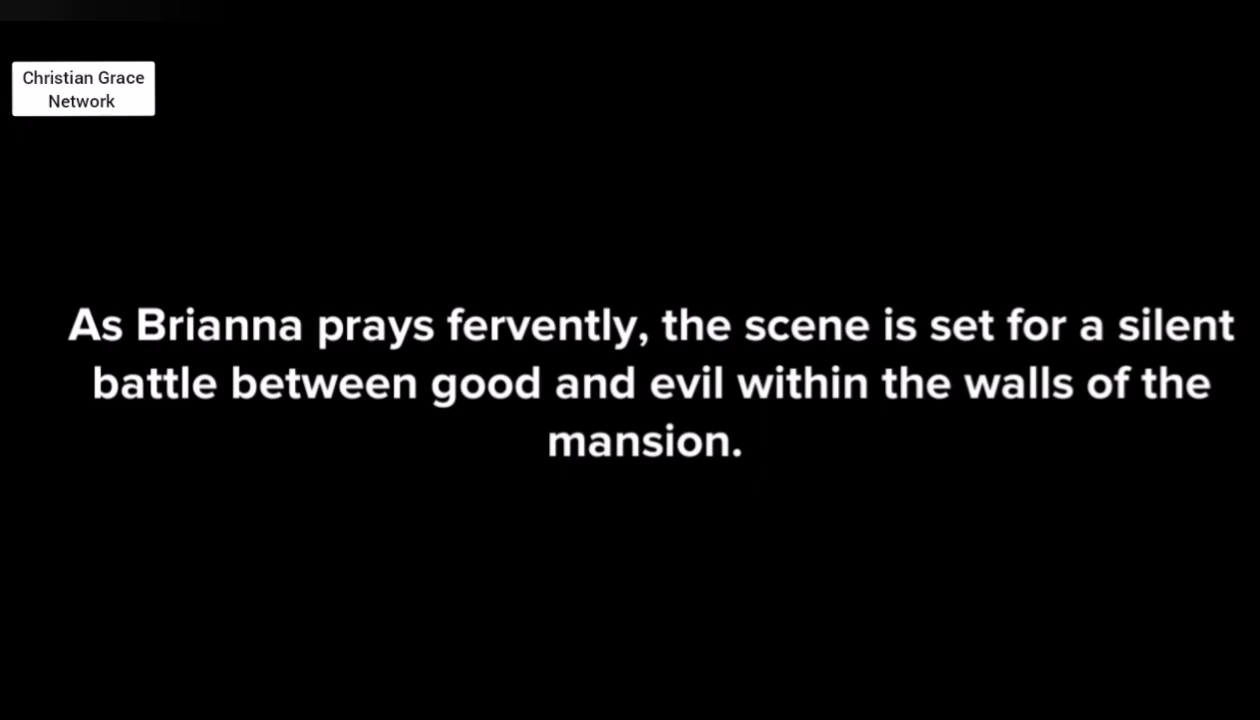 Christian Grace
Network
As Brianna prays fervently, the scene is set for a silent
battle between good and evil within the walls of the
mansion.